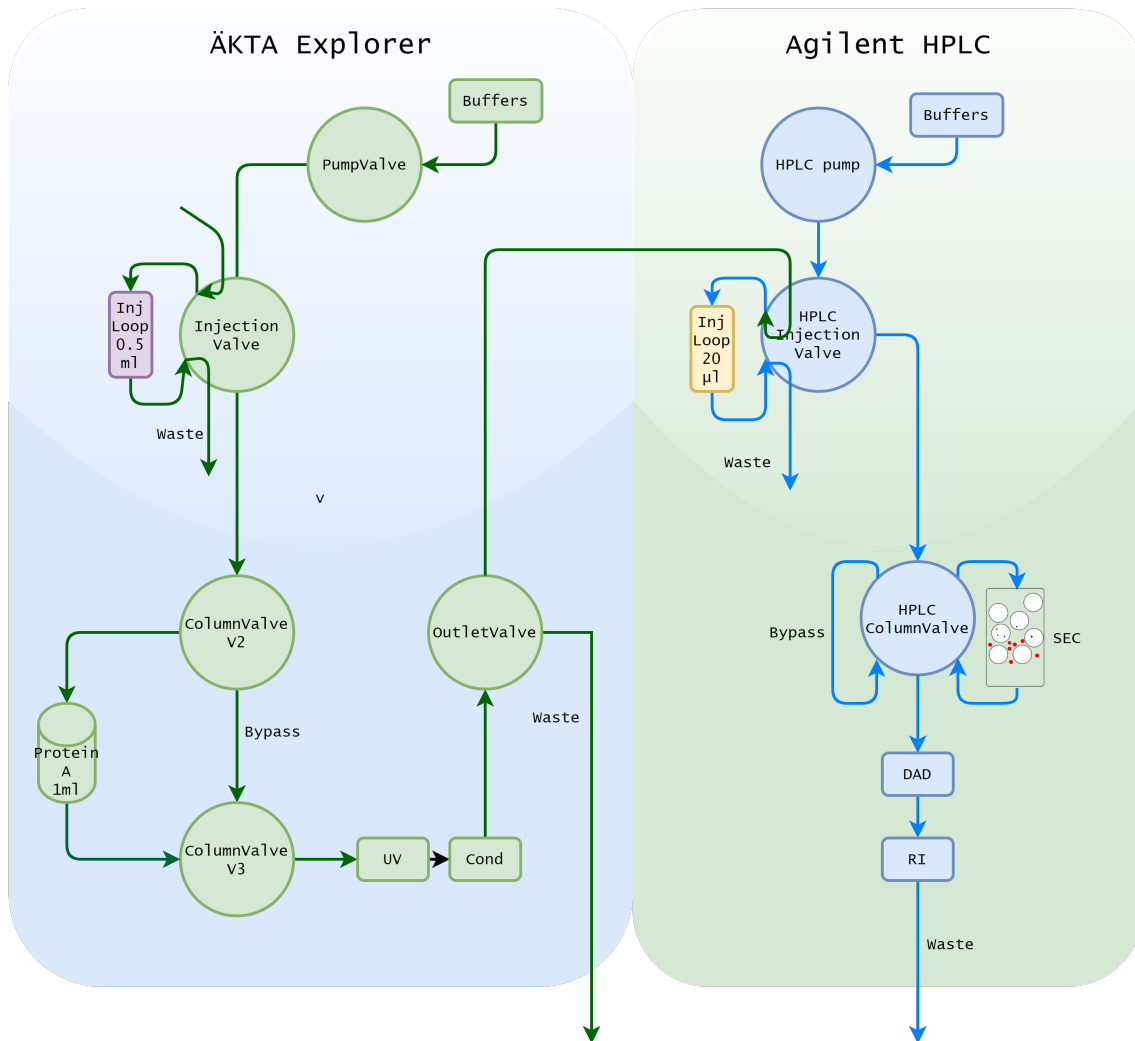 ÄKTA Explorer
Buffers
PumpValve
Inj
Loop
0.5
ml
Injection
Valve
Waste
v
ColumnValve
V2
OutletValve
Bypass
Waste
Protein
A
1ml
ColumnValve
V3
UV
Cond
Agilent HPLC
Buffers
HPLC pump
Inj
Loop
20
µl
HPLC
Injection
Valve
Waste
HPLC
ColumnValve
Bypass
SEC
DAD
RI
Waste